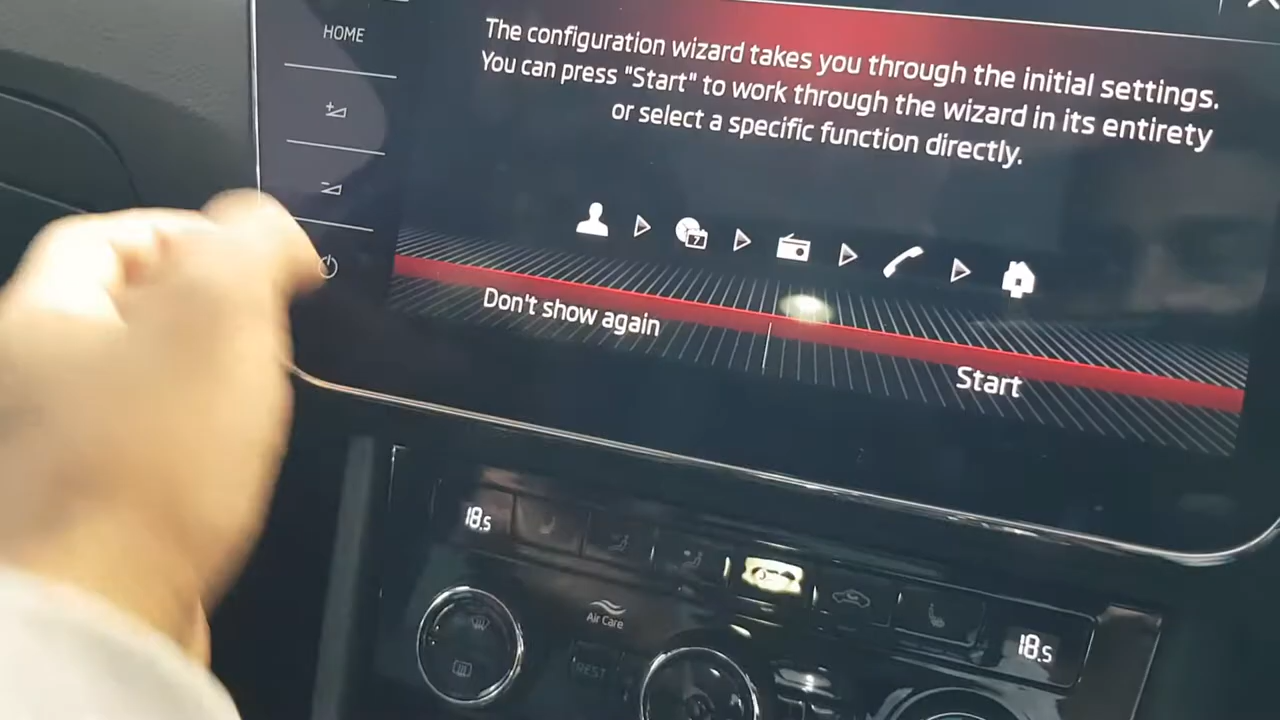 HOME
The configuration wizard takes you through the initial settings.
You can press "Start" to work through the wizard in its entirety
or select a specific function directly.
7
Don't show again
Start
18.5
Air Care
REST
18.5